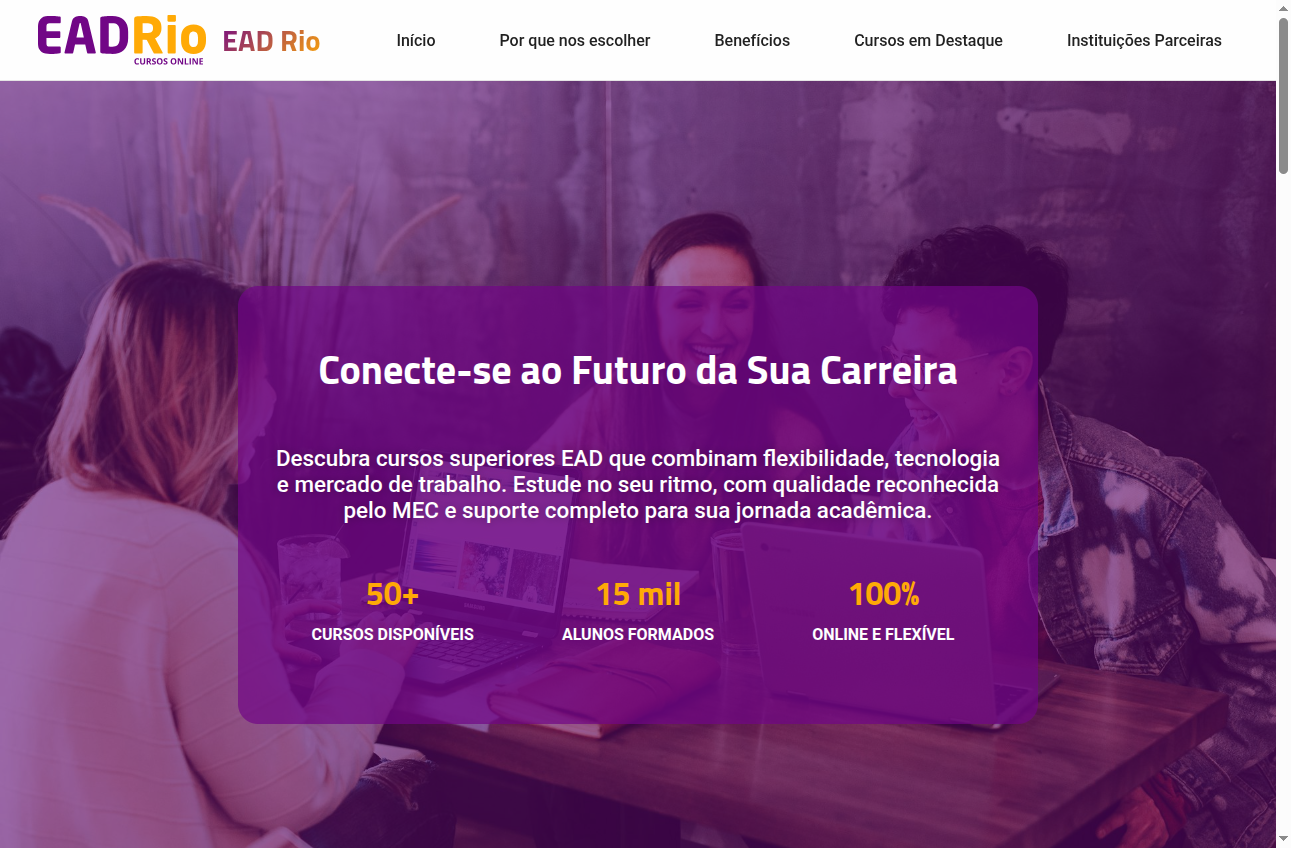 EADRio
CURSOS ONLINE
EAD Rio
Início
Por que nos escolher
Benefícios
Cursos em Destaque
Instituições Parceiras
Conecte-se ao Futuro da Sua Carreira
Descubra cursos superiores EAD que combinam flexibilidade, tecnologia
e mercado de trabalho. Estude no seu ritmo, com qualidade reconhecida
pelo MEC e suporte completo para sua jornada acadêmica.
50+
15 mil
100%
CURSOS DISPONÍVEIS
ALUNOS FORMADOS
ONLINE E FLEXÍVEL